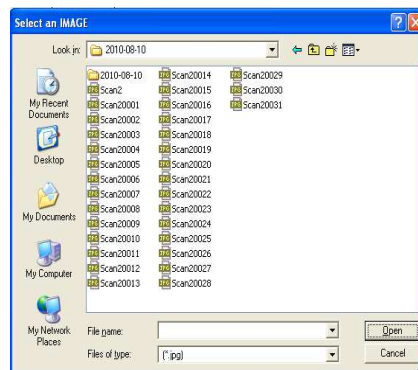 Select an IMAGE
Look in: 2010-08-10
My Recent
Documents
Desktop
My Documents
My Computer
My Network
Places
2010-08-10
Scan2
Scan20001
Scan20002
Scan20003
Scan20004
Scan20005
Scan20006
Scan20007
Scan20008
Scan20009
Scan20010
Scan20011
Scan20012
Scan20013
Scan20014
Scan20015
Scan20016
Scan20017
Scan20018
Scan20019
Scan20020
Scan20021
Scan20022
Scan20023
Scan20024
Scan20025
Scan20026
Scan20027
Scan20028
Scan20029
Scan20030
Scan20031
File name:
Open
Files of type: (*.jpg)
Cancel